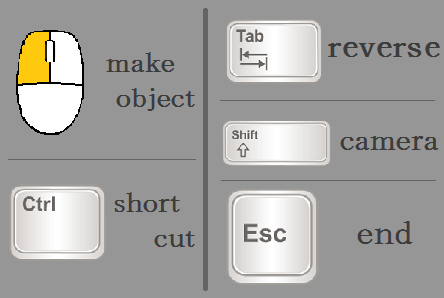 make
object
Ctrl
short
cut
Tab
reverse
Shift
camera
Esc
end